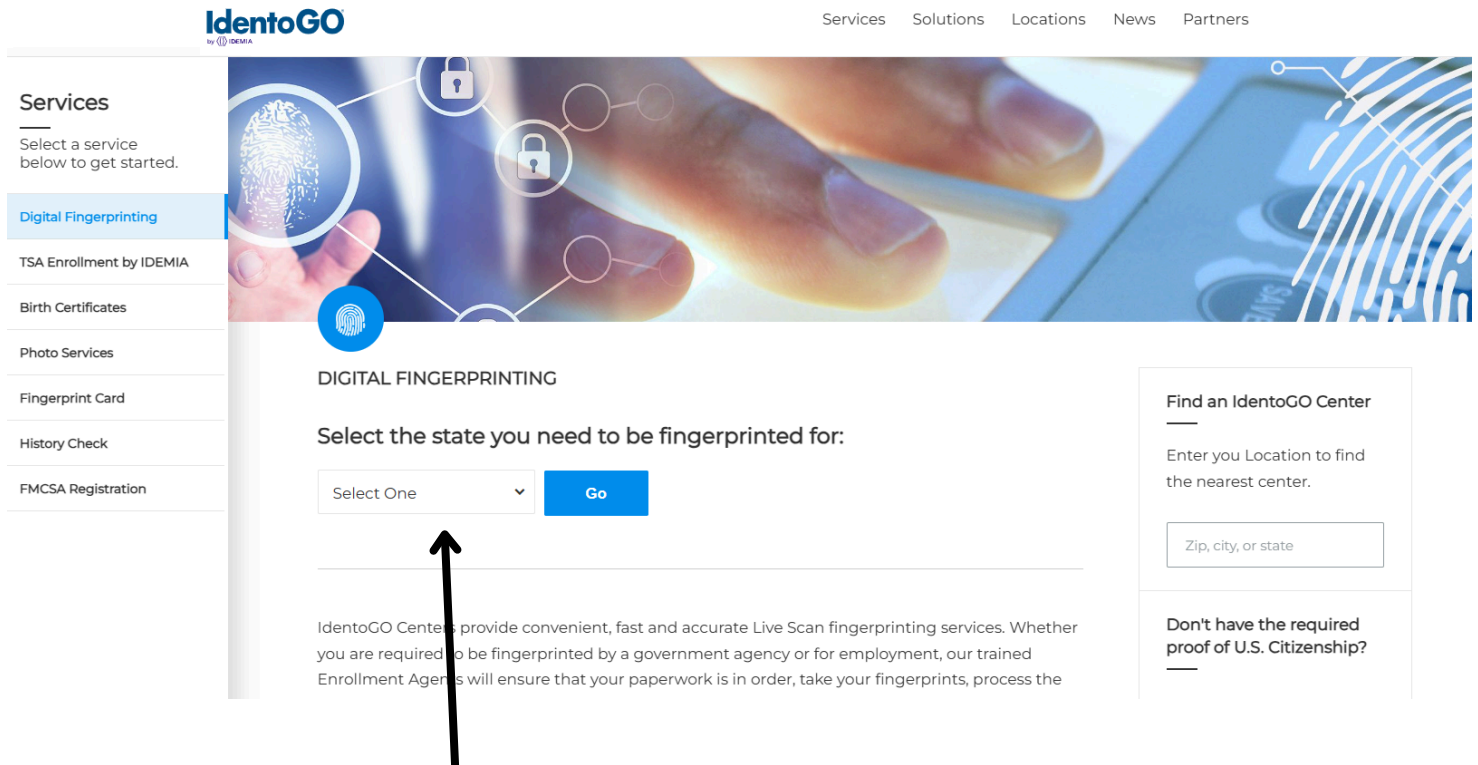 IdentoGO
by IDEMIA
Services Solutions Locations News Partners
Services
Select a service
below to get started.
Digital Fingerprinting
TSA Enrollment by IDEMIA
Birth Certificates
Photo Services
Fingerprint Card
History Check
FMCSA Registration
SAVE
DIGITAL FINGERPRINTING
Select the state you need to be fingerprinted for:
Select One
Go
IdentoGO Centers provide convenient, fast and accurate Live Scan fingerprinting services. Whether
you are required to be fingerprinted by a government agency or for employment, our trained
Enrollment Agents will ensure that your paperwork is in order, take your fingerprints, process the
Find an IdentoGO Center
Enter you Location to find
the nearest center.
Zip, city, or state
Don't have the required
proof of U.S. Citizenship?